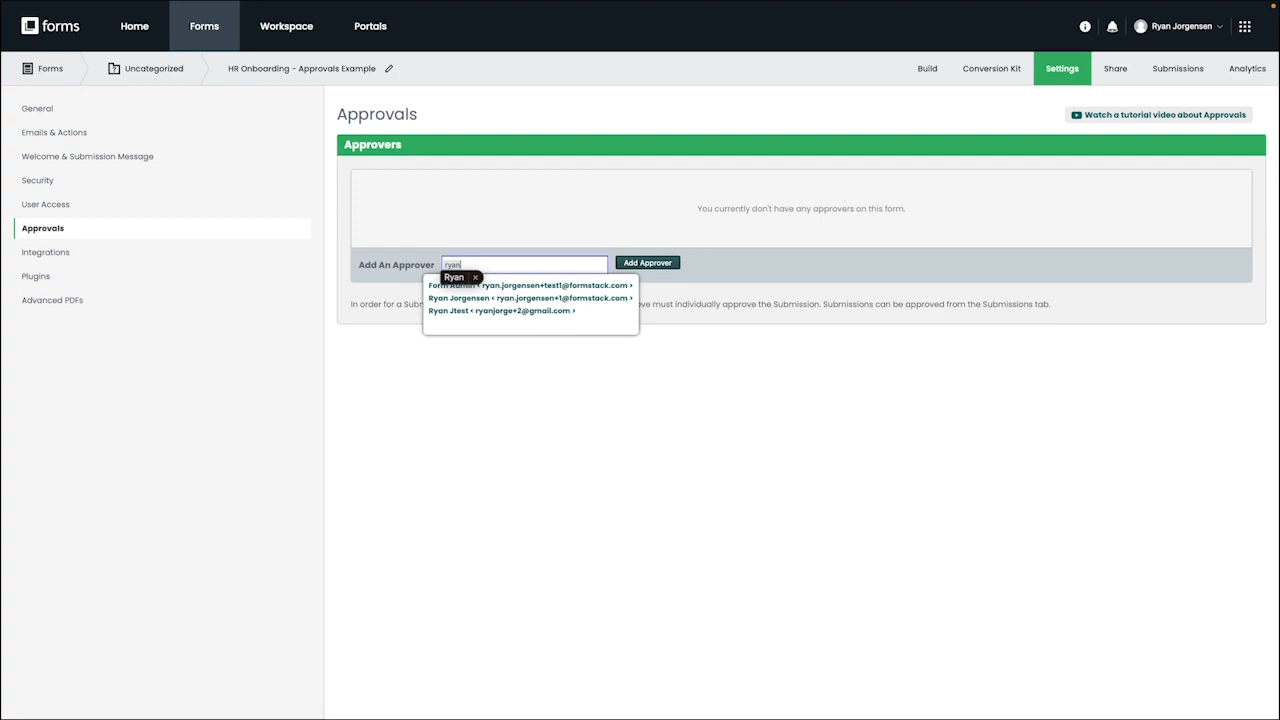 forms Home Forms Workspace Portals Ryan Jorgensen
Forms Uncategorized HR Onboarding - Approvals Example Build Conversion Kit Settings Share Submissions Analytics
General
Emails & Actions
Welcome & Submission Message
Security
User Access
Approvals
Integrations
Plugins
Advanced PDFs
Approvals
Watch a tutorial video about Approvals
Approvers
You currently don't have any approvers on this form.
Add An Approver ryan Add Approver
Ryan ×
Form Admin < ryan.jorgensen+test1@formstack.com >
Ryan Jorgensen < ryan.jorgensen+1@formstack.com >
Ryan Jtest < ryanjorge+2@gmail.com >
In order for a Subm ve must individually approve the Submission. Submissions can be approved from the Submissions tab.